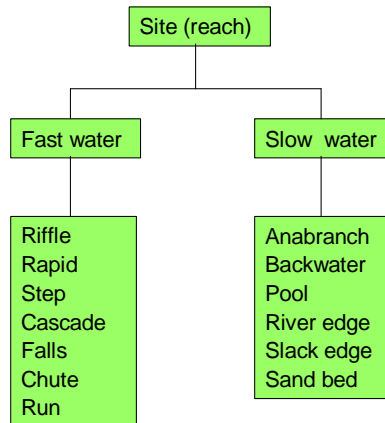 Site (reach)
Fast water
Slow water
Riffle
Rapid
Step
Cascade
Falls
Chute
Run
Anabranch
Backwater
Pool
River edge
Slack edge
Sand bed